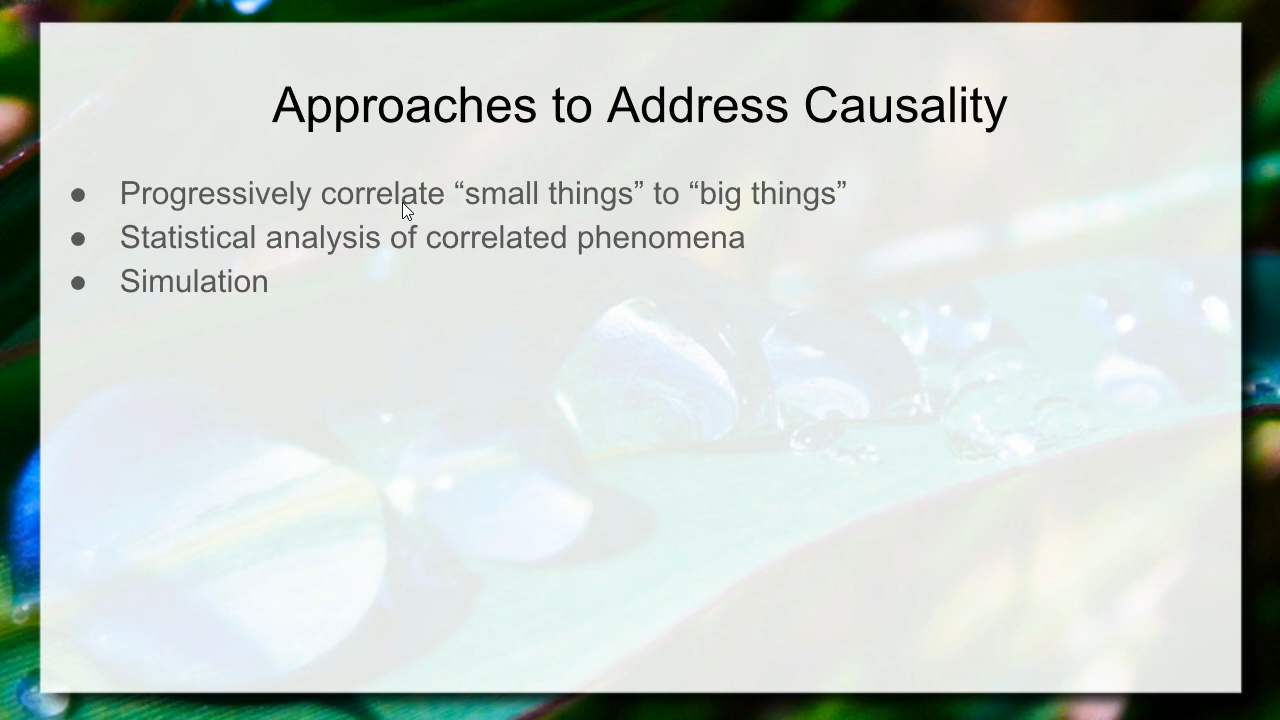 Approaches to Address Causality
● Progressively correlate “small things” to “big things”
● Statistical analysis of correlated phenomena
● Simulation